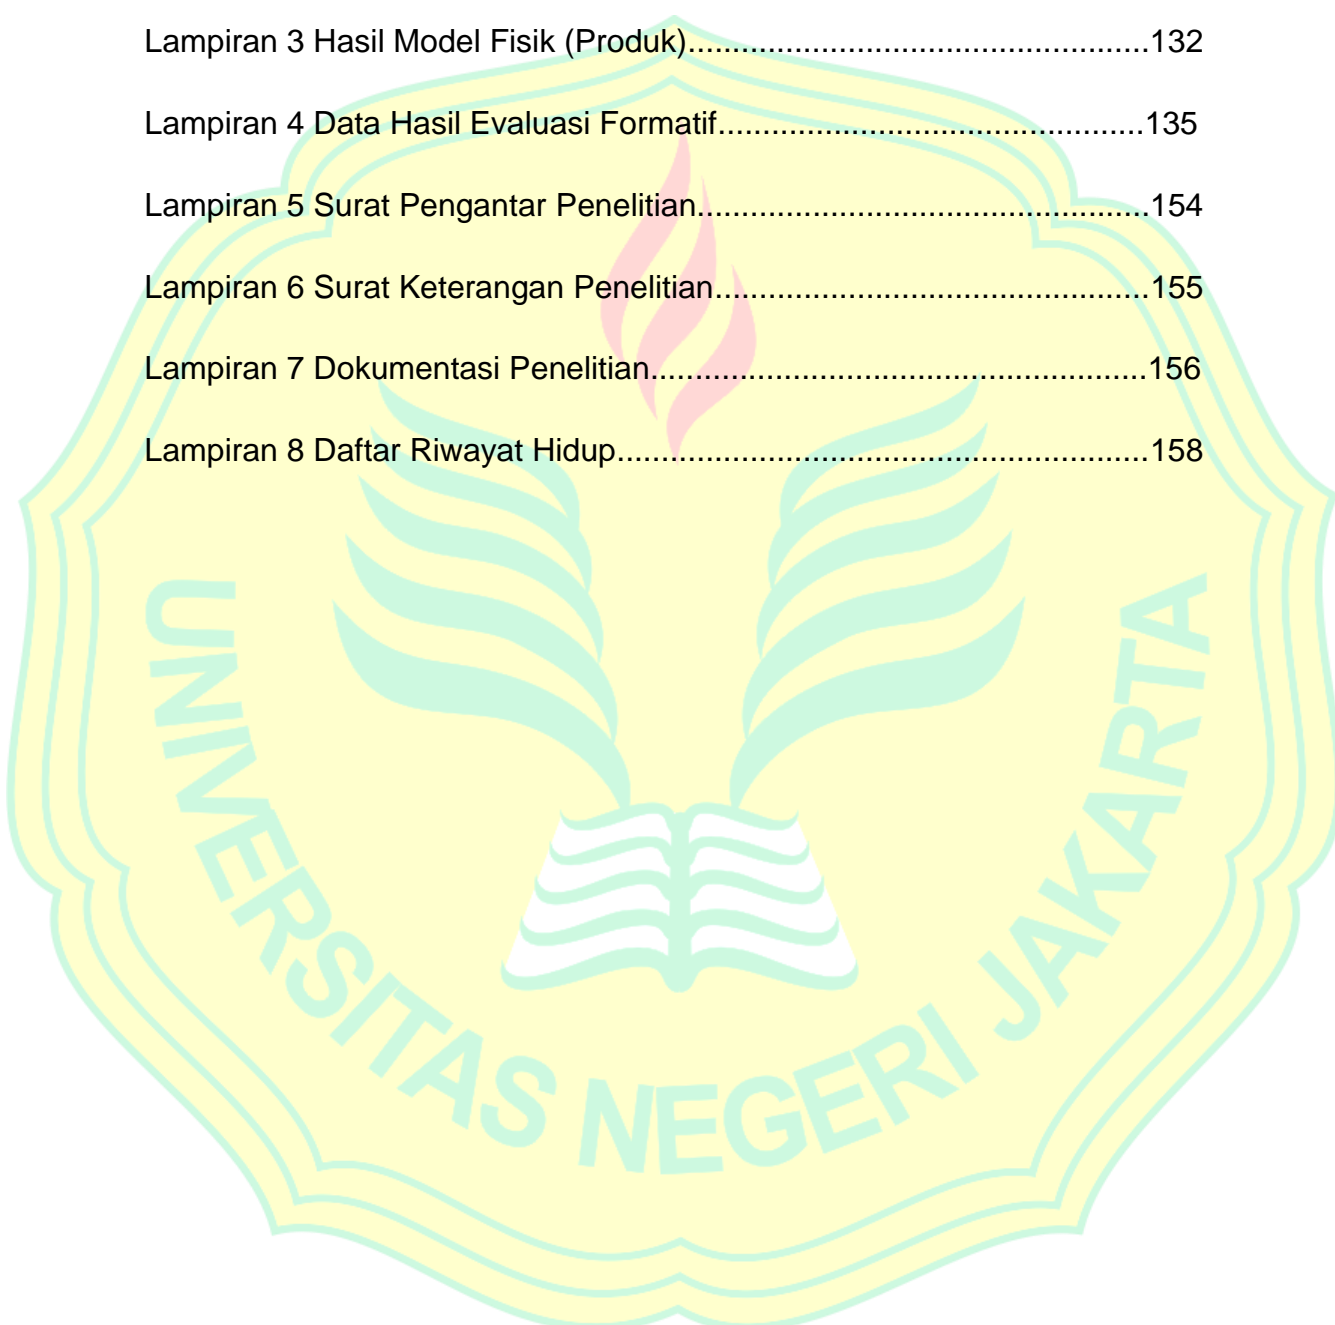 Lampiran 3 Hasil Model Fisik (Produk)....................................................132
Lampiran 4 Data Hasil Evaluasi Formatif................................................135
Lampiran 5 Surat Pengantar Penelitian...................................................154
Lampiran 6 Surat Keterangan Penelitian.................................................155
Lampiran 7 Dokumentasi Penelitian........................................................156
Lampiran 8 Daftar Riwayat Hidup............................................................158
UNIVERSITAS NEGERI JAKARTA